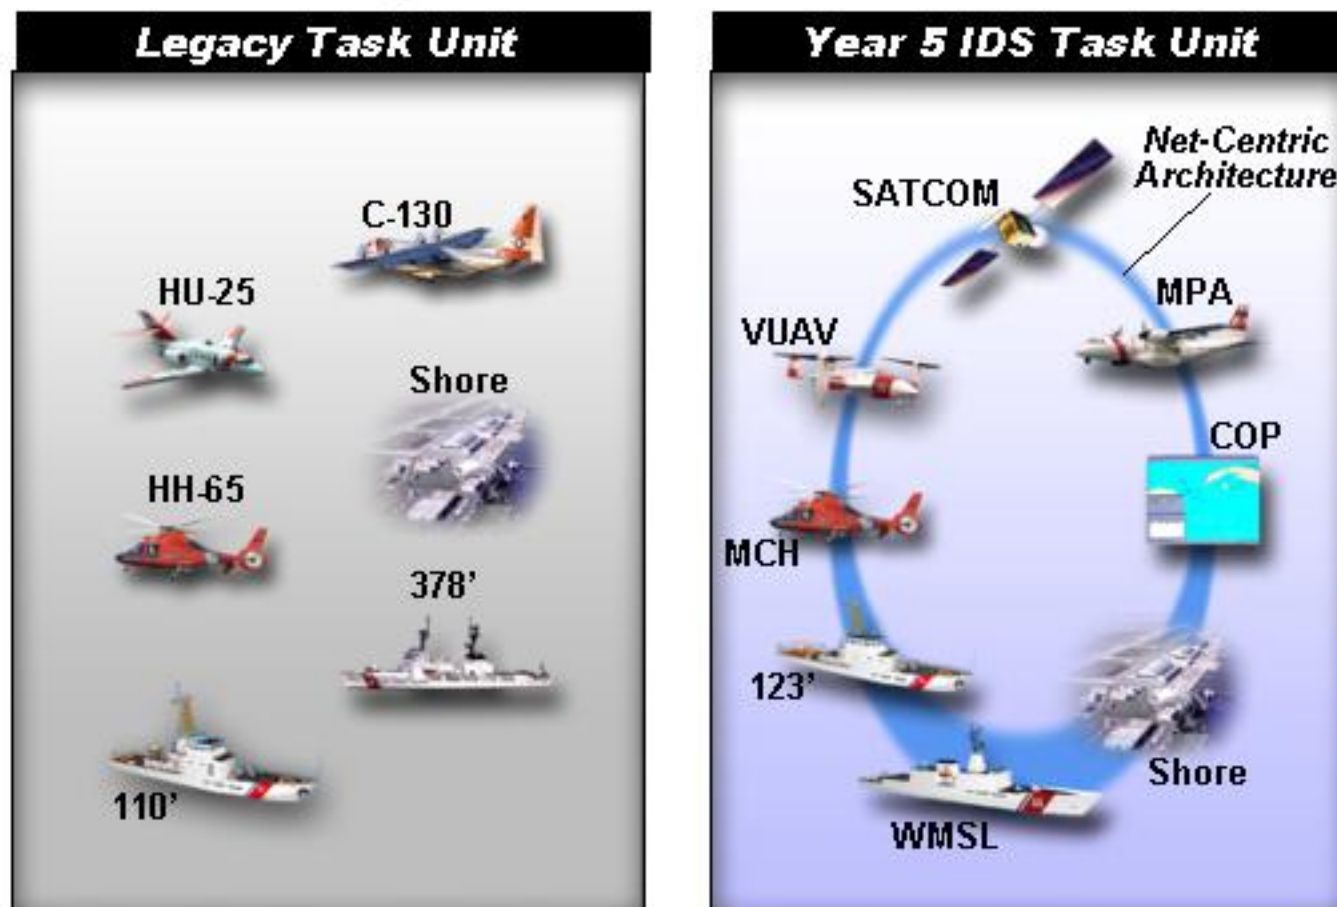 Legacy Task Unit
C-130
HU-25
Shore
HH-65
378’
110’
Year 5 IDS Task Unit
Net-Centric
Architecture
SATCOM
MPA
VUAV
COP
MCH
123’
Shore
WMSL